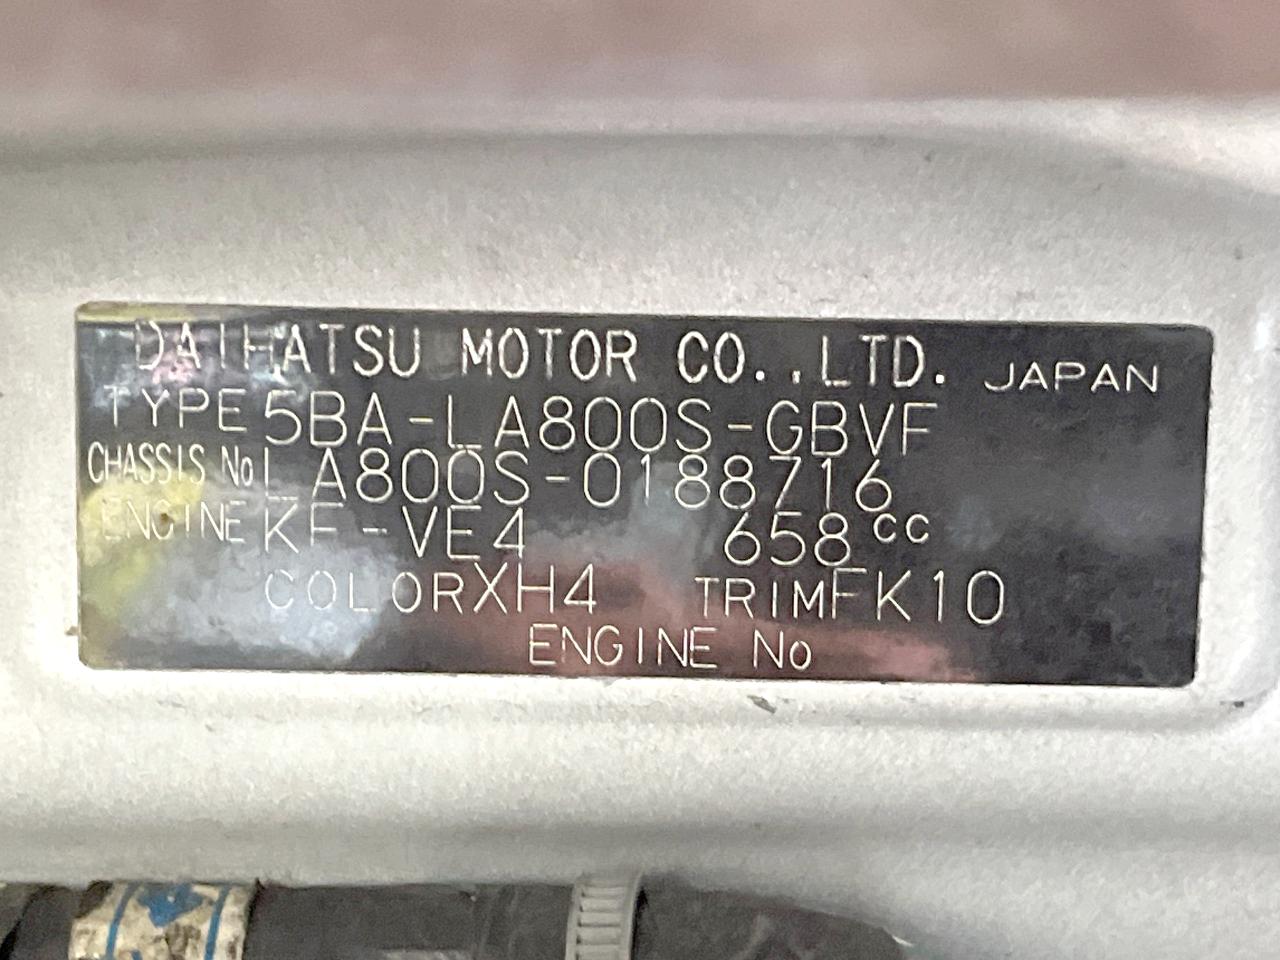 DAIHATSU MOTOR CO.,LTD. JAPAN
TYPE 5BA-LA800S-GBVF
CHASSIS No LA800S-0188716
ENGINE KF-VE4 658cc
COLOR XH4 TRIM FK10
ENGINE No